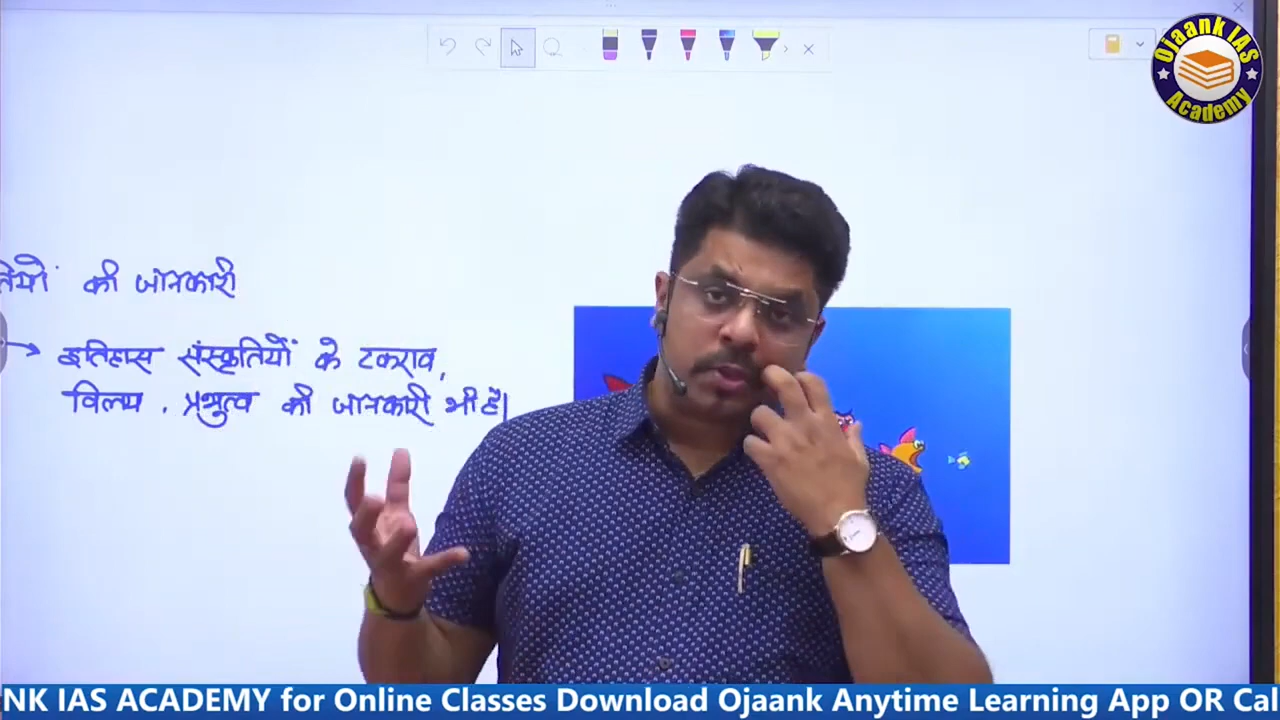 Ojaank IAS
Academy
की जानकारी
इतिहास संस्कृतियों के टकराव,
विलय, प्रभुत्व की जानकारी भी है।
NK IAS ACADEMY for Online Classes Download Ojaank Anytime Learning App OR Cal